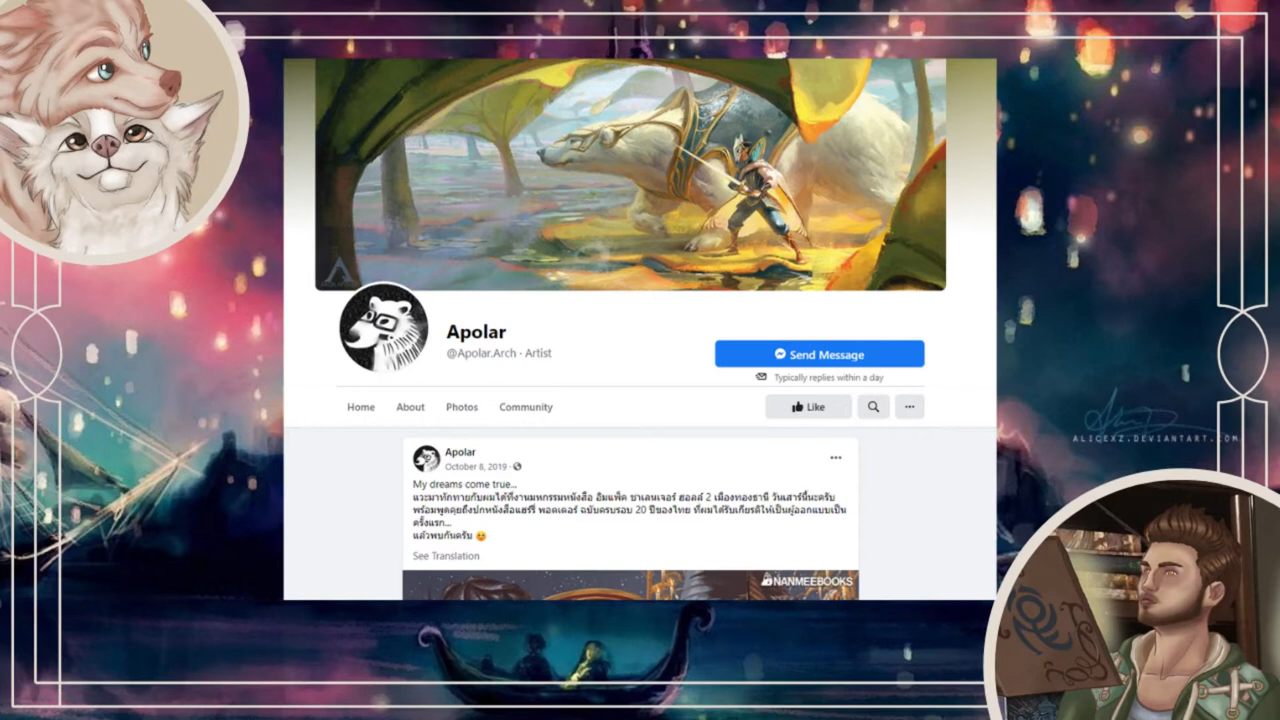 Apolar
@Apolar.Arch · Artist
Send Message
Typically replies within a day
Home About Photos Community
Like
Apolar
October 8, 2019
My dreams come true...
แวะมาทักทายกับผมได้ที่งานมหกรรมหนังสือ อิมแพ็ค ชาเลนเจอร์ ฮอลล์ 2 เมืองทองธานี วันเสาร์นี้นะครับ
พร้อมพูดคุยถึงปกหนังสือแฮร์รี่ พอตเตอร์ ฉบับครบรอบ 20 ปีของไทย ที่ผมได้รับเกียรติให้เป็นผู้ออกแบบเป็น
ครั้งแรก...
แล้วพบกันครับ 😊
See Translation
NANMEEBOOKS
ALICEXZ.DEVIANTART.COM